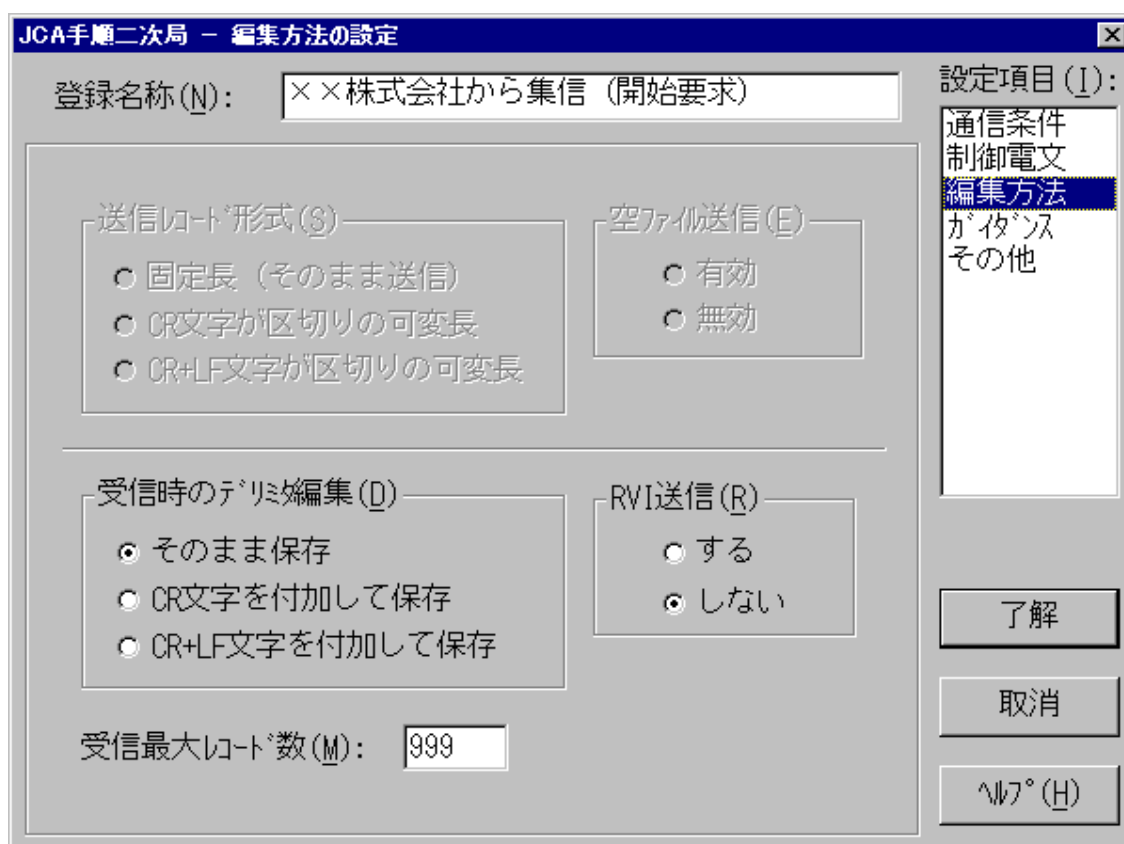 JCA手順二次局 － 編集方法の設定
登録名称(N):
××株式会社から集信（開始要求）
設定項目(I):
通信条件
制御電文
編集方法
ｶﾞｲﾀﾞﾝｽ
その他
送信ﾚｺｰﾄﾞ形式(S)
固定長（そのまま送信）
CR文字が区切りの可変長
CR+LF文字が区切りの可変長
空ﾌｧｲﾙ送信(E)
有効
無効
受信時のﾃﾞﾘﾐﾀ編集(D)
そのまま保存
CR文字を付加して保存
CR+LF文字を付加して保存
RVI送信(R)
する
しない
受信最大ﾚｺｰﾄﾞ数(M):
999
了解
取消
ﾍﾙﾌﾟ(H)